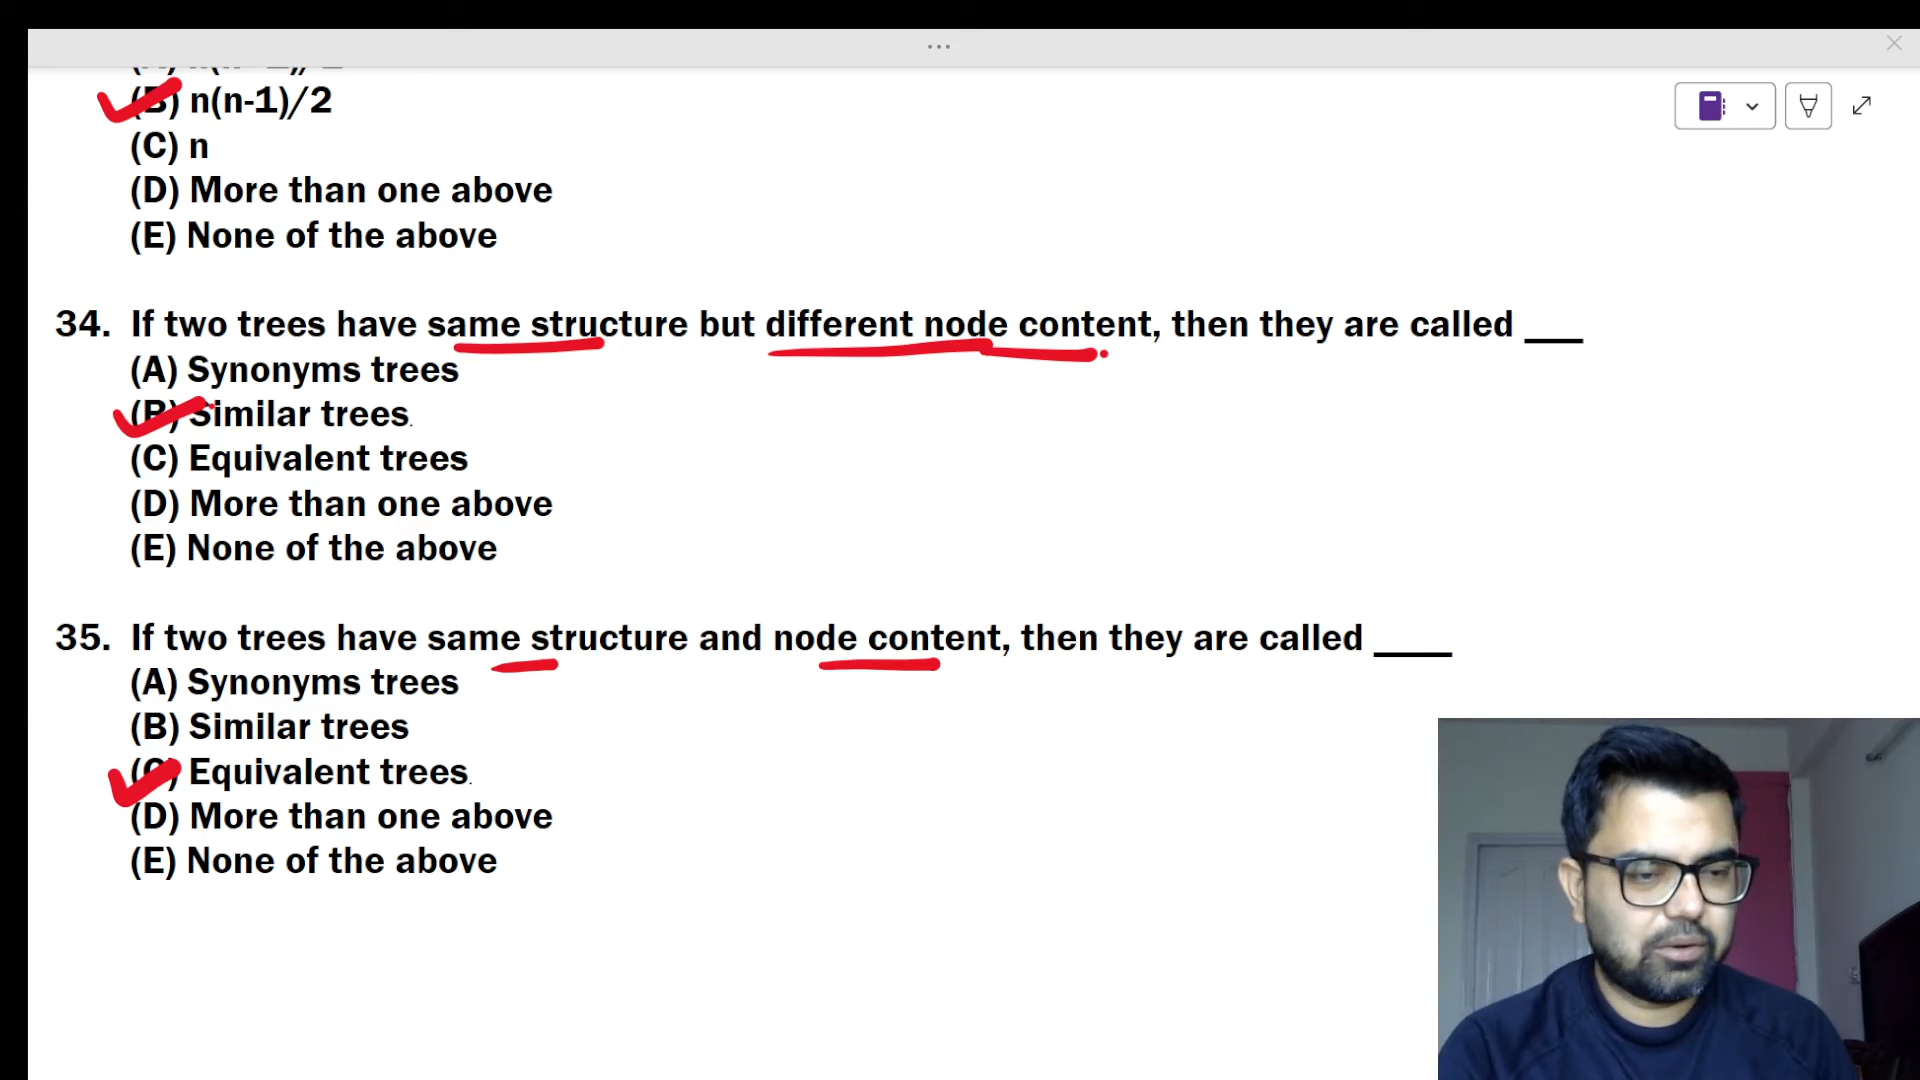 (B) n(n-1)/2
(C) n
(D) More than one above
(E) None of the above
34. If two trees have same structure but different node content, then they are called ___
(A) Synonyms trees
(B) Similar trees.
(C) Equivalent trees
(D) More than one above
(E) None of the above
35. If two trees have same structure and node content, then they are called ____
(A) Synonyms trees
(B) Similar trees
(C) Equivalent trees.
(D) More than one above
(E) None of the above